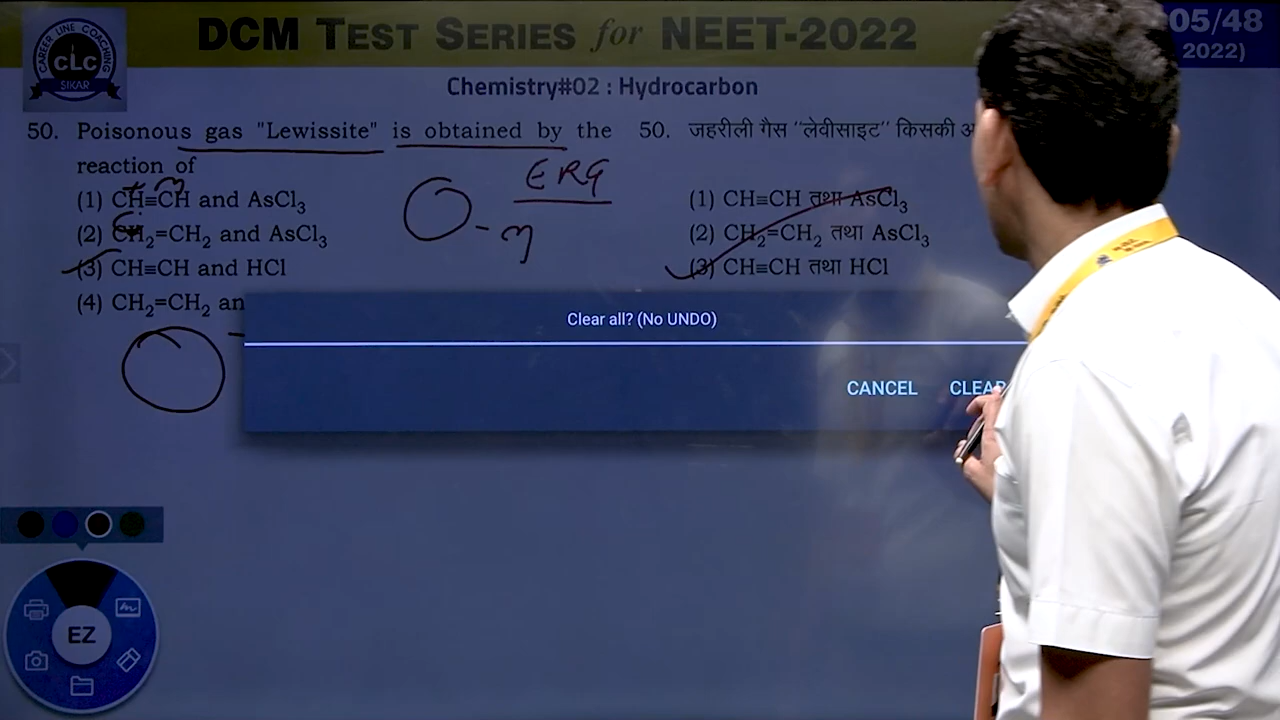 DCM TEST SERIES for NEET-2022
05/48
2022)
CAREER LINE COACHING
CLC
SIKAR
Chemistry#02 : Hydrocarbon
50. Poisonous gas "Lewissite" is obtained by the
reaction of
(1) CH≡CH and AsCl₃
(2) CH₂=CH₂ and AsCl₃
(3) CH≡CH and HCl
(4) CH₂=CH₂ an
ERG
50. जहरीली गैस "लेवीसाइट" किसकी
(1) CH≡CH तथा AsCl₃
(2) CH₂=CH₂ तथा AsCl₃
(3) CH≡CH तथा HCl
Clear all? (No UNDO)
CANCEL CLEAR
EZ